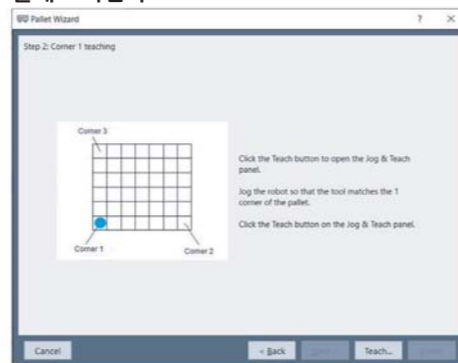 Pallet Wizard
? ×
Step 2: Corner 1 teaching
Corner 3
Click the Teach button to open the Jog & Teach
panel.
Jog the robot so that the tool matches the 1
corner of the pallet.
Click the Teach button on the Jog & Teach panel.
Corner 1
Corner 2
Cancel
< Back
Teach...